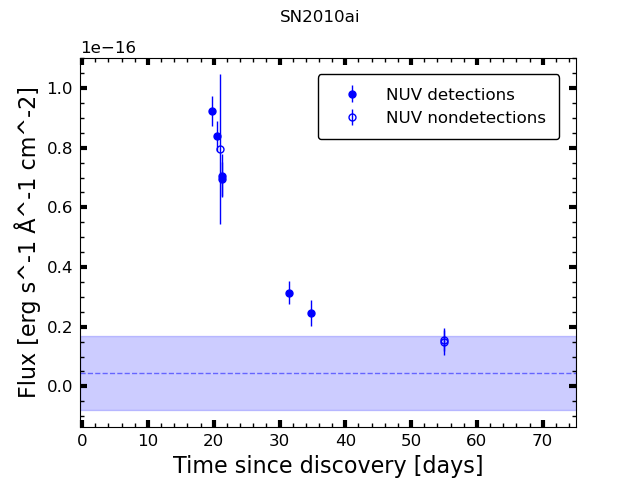 SN2010ai
1e−16
NUV detections
NUV nondetections
1.0
0.8
0.6
0.4
0.2
0.0
Flux [erg s^-1 Å^-1 cm^-2]
0 10 20 30 40 50 60 70
Time since discovery [days]